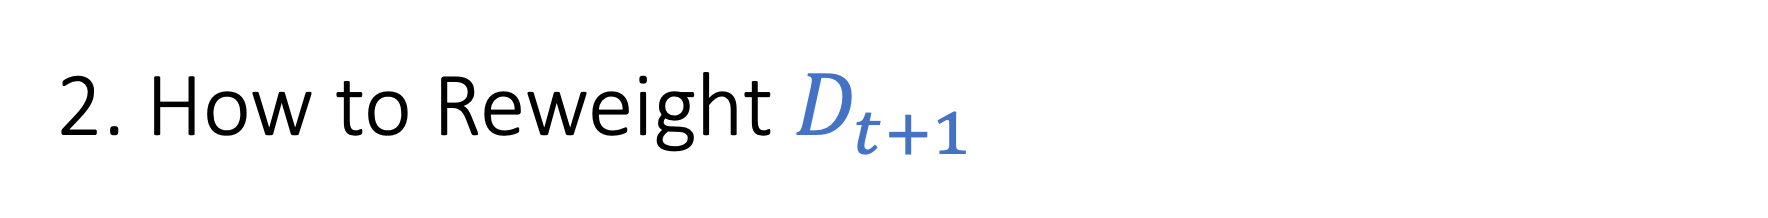 2. How to Reweight D_{t+1}